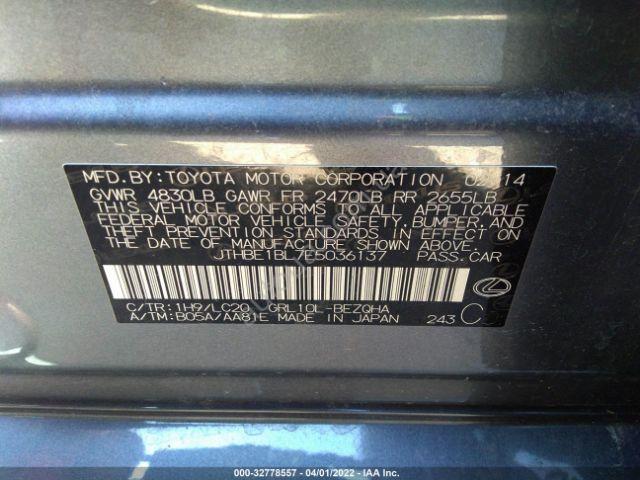 MFD. BY: TOYOTA MOTOR CORPORATION 14
GVWR 4830LB GAWR FR 2470LB RR 2655LB
THIS VEHICLE CONFORMS TO ALL APPLICABLE
FEDERAL MOTOR VEHICLE SAFETY, BUMPER, AND
THEFT PREVENTION STANDARDS IN EFFECT ON
THE DATE OF MANUFACTURE SHOWN ABOVE.
JTHBE1BL7E5036137 PASS. CAR
C/TR: 1H9/LC20 GRL10L-BEZQHA
A/TM: B05A/AA81E MADE IN JAPAN 243 C
000-32778557 - 04/01/2022 - IAA Inc.